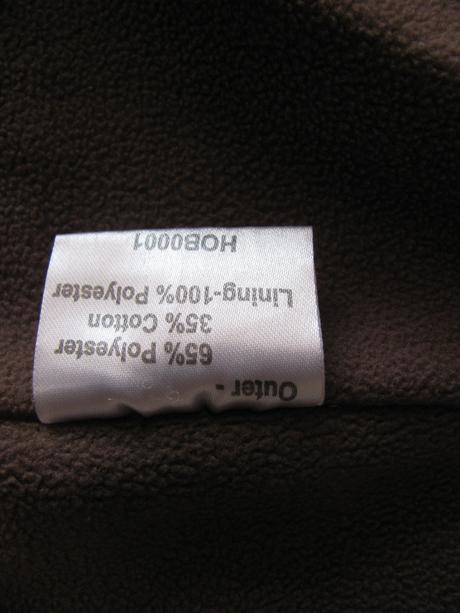 Outer -
65% Polyester
35% Cotton
Lining-100% Polyester
HOB0001